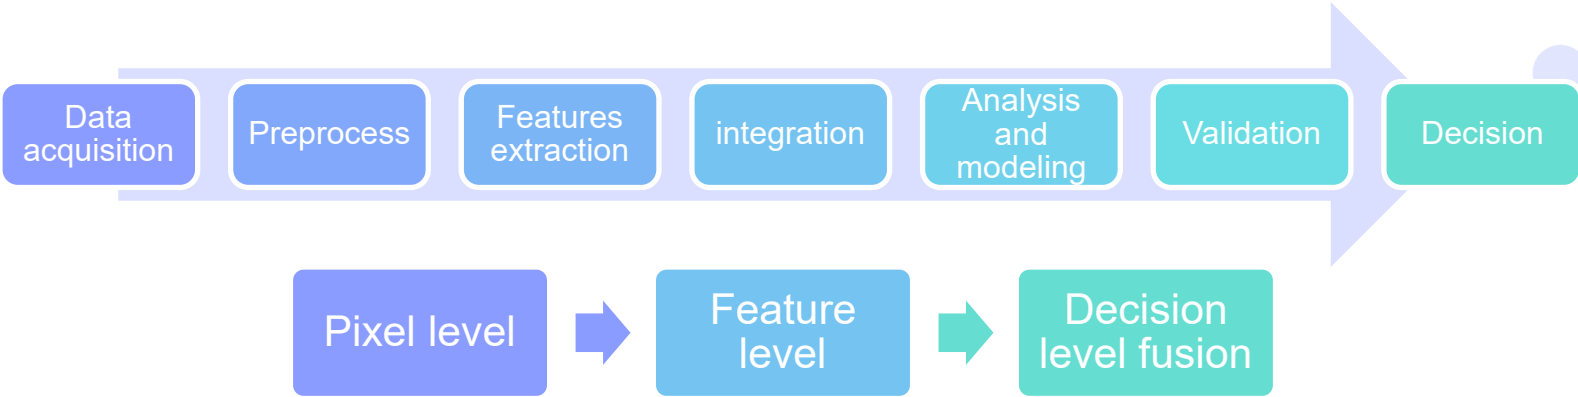 Data
acquisition
Preprocess
Features
extraction
integration
Analysis
and
modeling
Validation
Decision
Pixel level
Feature
level
Decision
level fusion